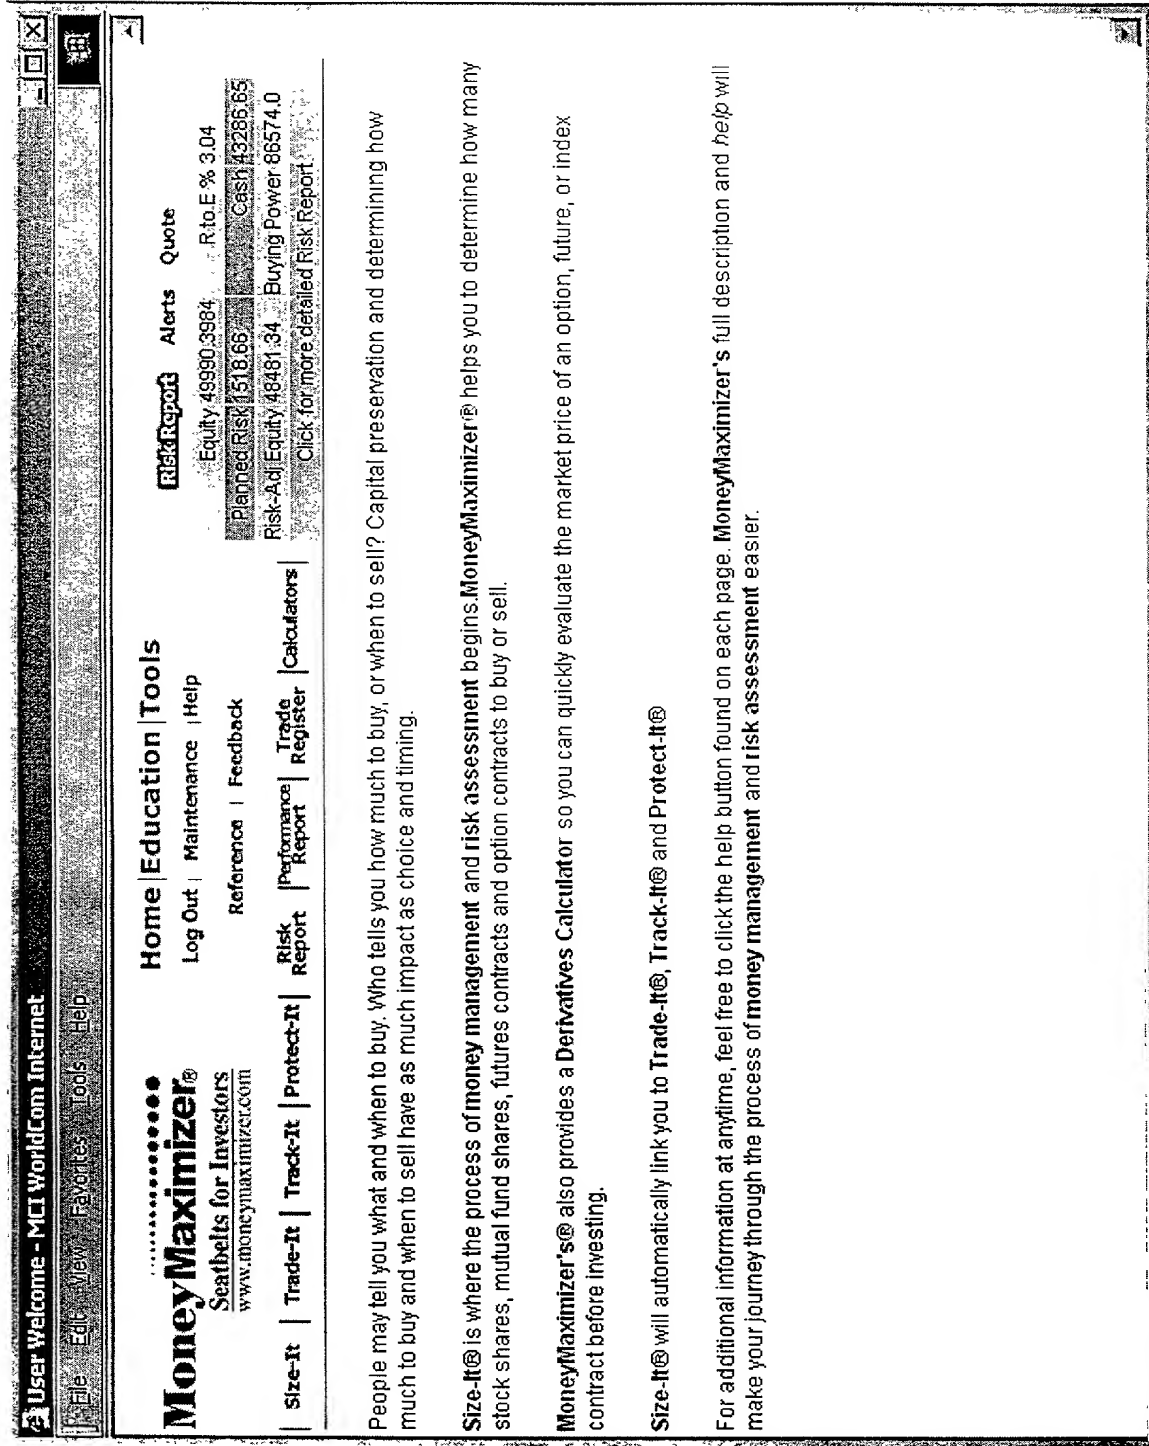 User Welcome - MCI WorldCom Internet
File Edit View Favorites Tools Help
MoneyMaximizer®
Seatbelts for Investors
www.moneymaximizer.com
Home | Education | Tools
Log Out | Maintenance | Help
Reference | Feedback
Risk Report Alerts Quote
Equity 49990.3984 R.to.E % 3.04
Planned Risk 1518.66 Cash 43286.65
Risk-Adj Equity 48481.34 Buying Power 86574.0
Click for more detailed Risk Report.
| Size-It | Trade-It | Track-It | Protect-It | Risk Report | Performance Report | Trade Register | Calculators |
People may tell you what and when to buy. Who tells you how much to buy, or when to sell? Capital preservation and determining how
much to buy and when to sell have as much impact as choice and timing.
Size-It® is where the process of money management and risk assessment begins.MoneyMaximizer® helps you to determine how many
stock shares, mutual fund shares, futures contracts and option contracts to buy or sell.
MoneyMaximizer's® also provides a Derivatives Calculator so you can quickly evaluate the market price of an option, future, or index
contract before investing.
Size-It® will automatically link you to Trade-It®, Track-It® and Protect-It®
For additional information at anytime, feel free to click the help button found on each page. MoneyMaximizer's full description and help will
make your journey through the process of money management and risk assessment easier.